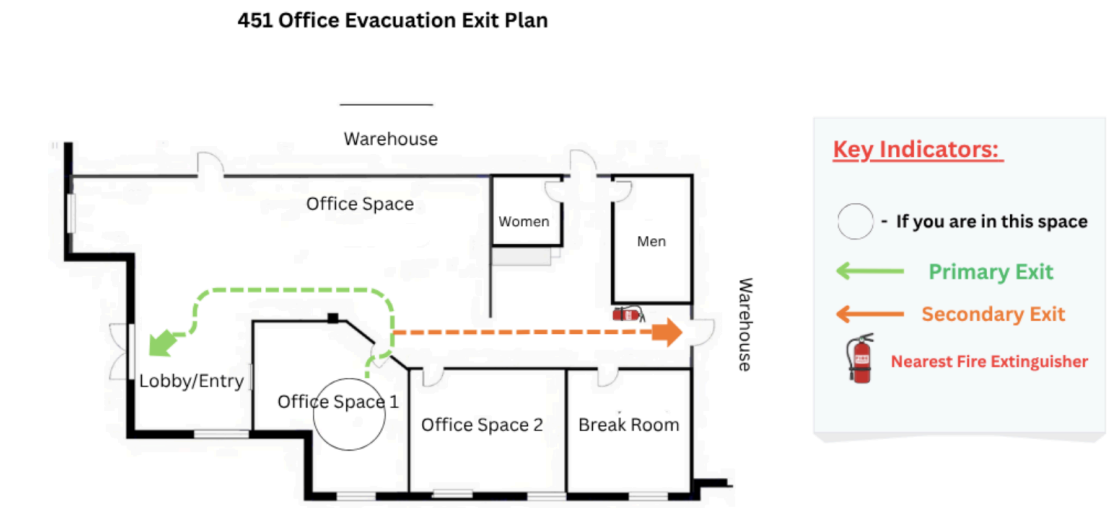 451 Office Evacuation Exit Plan
Warehouse
Office Space
Women
Men
Warehouse
Lobby/Entry
Office Space 1
Office Space 2
Break Room
Key Indicators:
- If you are in this space
Primary Exit
Secondary Exit
Nearest Fire Extinguisher